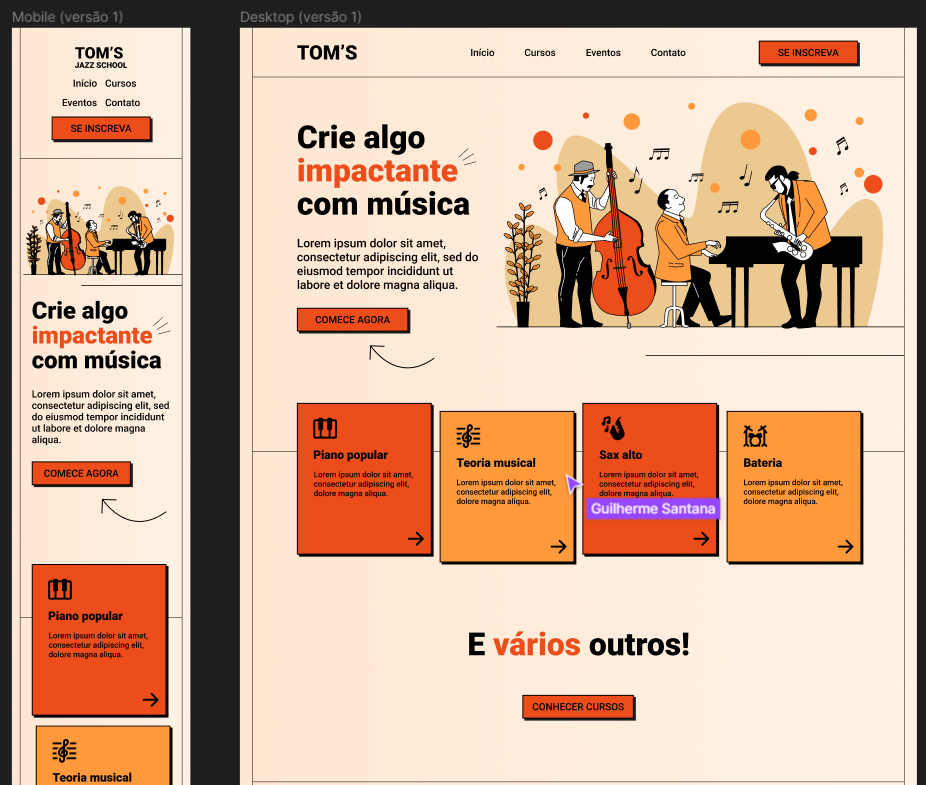 Mobile (versão 1)
TOM'S
JAZZ SCHOOL
Início Cursos
Eventos Contato
SE INSCREVA
Crie algo
impactante
com música
Lorem ipsum dolor sit amet,
consectetur adipiscing elit, sed
do eiusmod tempor incididunt
ut labore et dolore magna
aliqua.
COMECE AGORA
Piano popular
Lorem ipsum dolor sit amet,
consectetur adipiscing elit,
dolore magna aliqua.
Teoria musical
Desktop (versão 1)
TOM'S
Início Cursos Eventos Contato
SE INSCREVA
Crie algo
impactante
com música
Lorem ipsum dolor sit amet,
consectetur adipiscing elit, sed do
eiusmod tempor incididunt ut
labore et dolore magna aliqua.
COMECE AGORA
Piano popular
Lorem ipsum dolor sit amet,
consectetur adipiscing elit,
dolore magna aliqua.
Teoria musical
Lorem ipsum dolor sit amet,
consectetur adipiscing elit,
dolore magna aliqua.
Sax alto
Lorem ipsum dolor sit amet,
consectetur adipiscing elit,
dolore magna aliqua.
Guilherme Santana
Bateria
Lorem ipsum dolor sit amet,
consectetur adipiscing elit,
dolore magna aliqua.
E vários outros!
CONHECER CURSOS